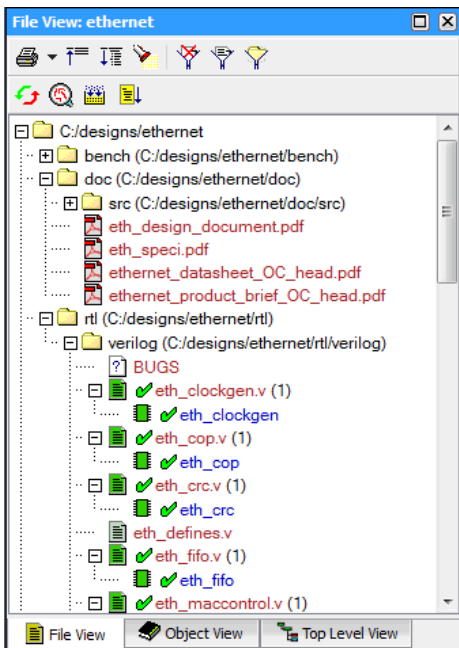 File View: ethernet
C:/designs/ethernet
bench (C:/designs/ethernet/bench)
doc (C:/designs/ethernet/doc)
src (C:/designs/ethernet/doc/src)
eth_design_document.pdf
eth_speci.pdf
ethernet_datasheet_OC_head.pdf
ethernet_product_brief_OC_head.pdf
rtl (C:/designs/ethernet/rtl)
verilog (C:/designs/ethernet/rtl/verilog)
BUGS
eth_clockgen.v (1)
eth_clockgen
eth_cop.v (1)
eth_cop
eth_crc.v (1)
eth_crc
eth_defines.v
eth_fifo.v (1)
eth_fifo
eth_maccontrol.v (1)
File View Object View Top Level View